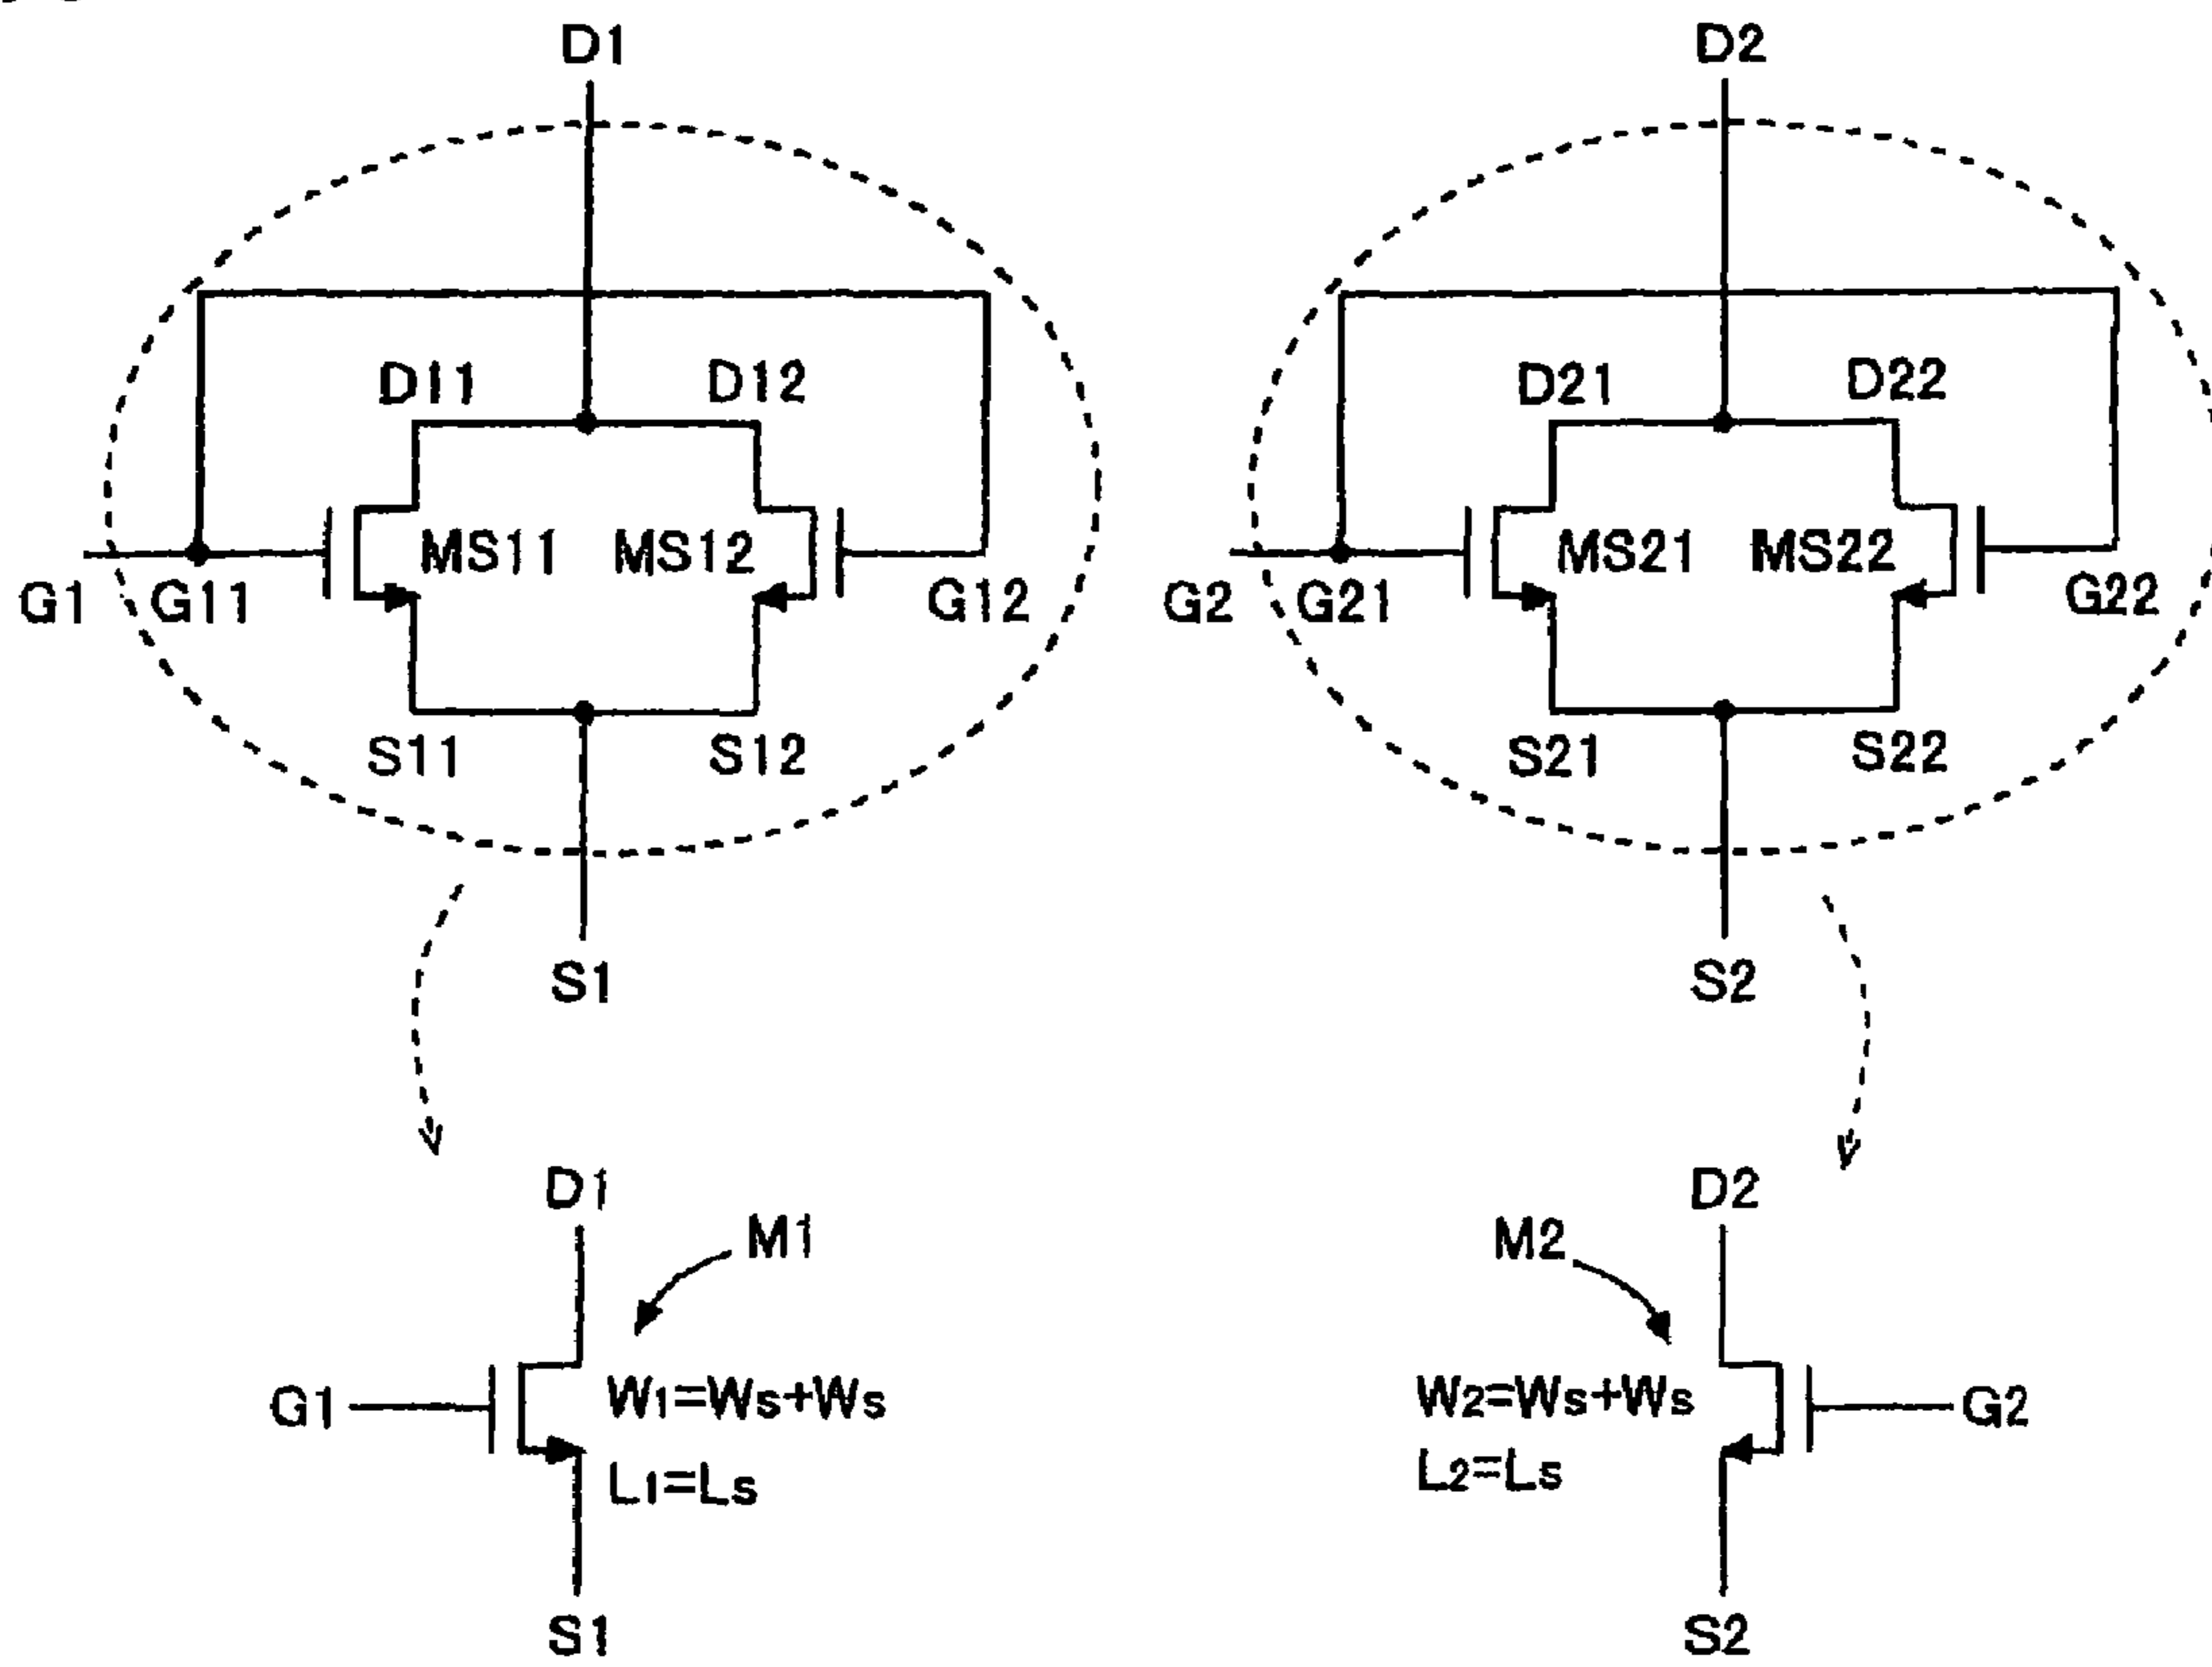 D1
D2
D11
D12
D21
D22
MS11
MS12
MS21
MS22
G1
G11
G12
G2
G21
G22
S11
S12
S21
S22
S1
S2
D1
D2
M1
M2
G1
W1=Ws+Ws
L1=Ls
W2=Ws+Ws
L2=Ls
G2
S1
S2